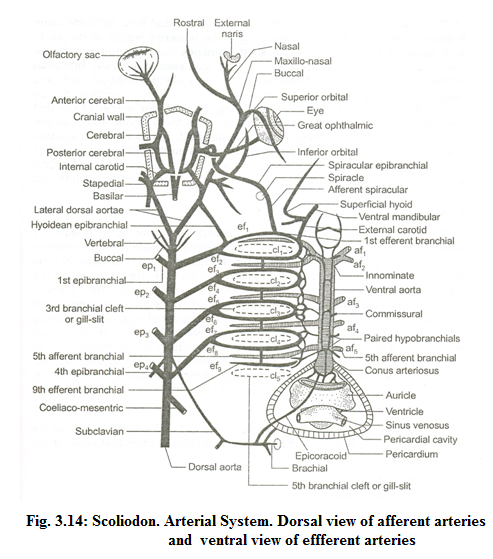 Rostral
External
naris
Olfactory sac
Nasal
Maxillo-nasal
Buccal
Anterior cerebral
Cranial wall
Cerebral
Posterior cerebral
Internal carotid
Stapedial
Basilar
Lateral dorsal aortae
Hyoidean epibranchial
Vertebral
Buccal
ep1
1st epibranchial
ep2
3rd branchial cleft
or gill-slit
ep3
5th afferent branchial
ep4
4th epibranchial
9th efferent branchial
Coeliaco-mesentric
Subclavian
Dorsal aorta
Superior orbital
Eye
Great ophthalmic
Inferior orbital
Spiracular epibranchial
Spiracle
Afferent spiracular
Superficial hyoid
Ventral mandibular
External carotid
1st efferent branchial
af1
af2
Innominate
Ventral aorta
af3
Commissural
af4
Paired hypobranchials
af5
5th afferent branchial
Conus arteriosus
Auricle
Ventricle
Sinus venosus
Pericardial cavity
Pericardium
Epicoracoid
Brachial
5th branchial cleft or gill-slit
ef1
ef2
ef3
ef4
ef5
ef6
ef7
ef8
ef9
cl1
cl2
cl3
cl4
cl5
Fig. 3.14: Scoliodon. Arterial System. Dorsal view of afferent arteries
and ventral view of effferent arteries